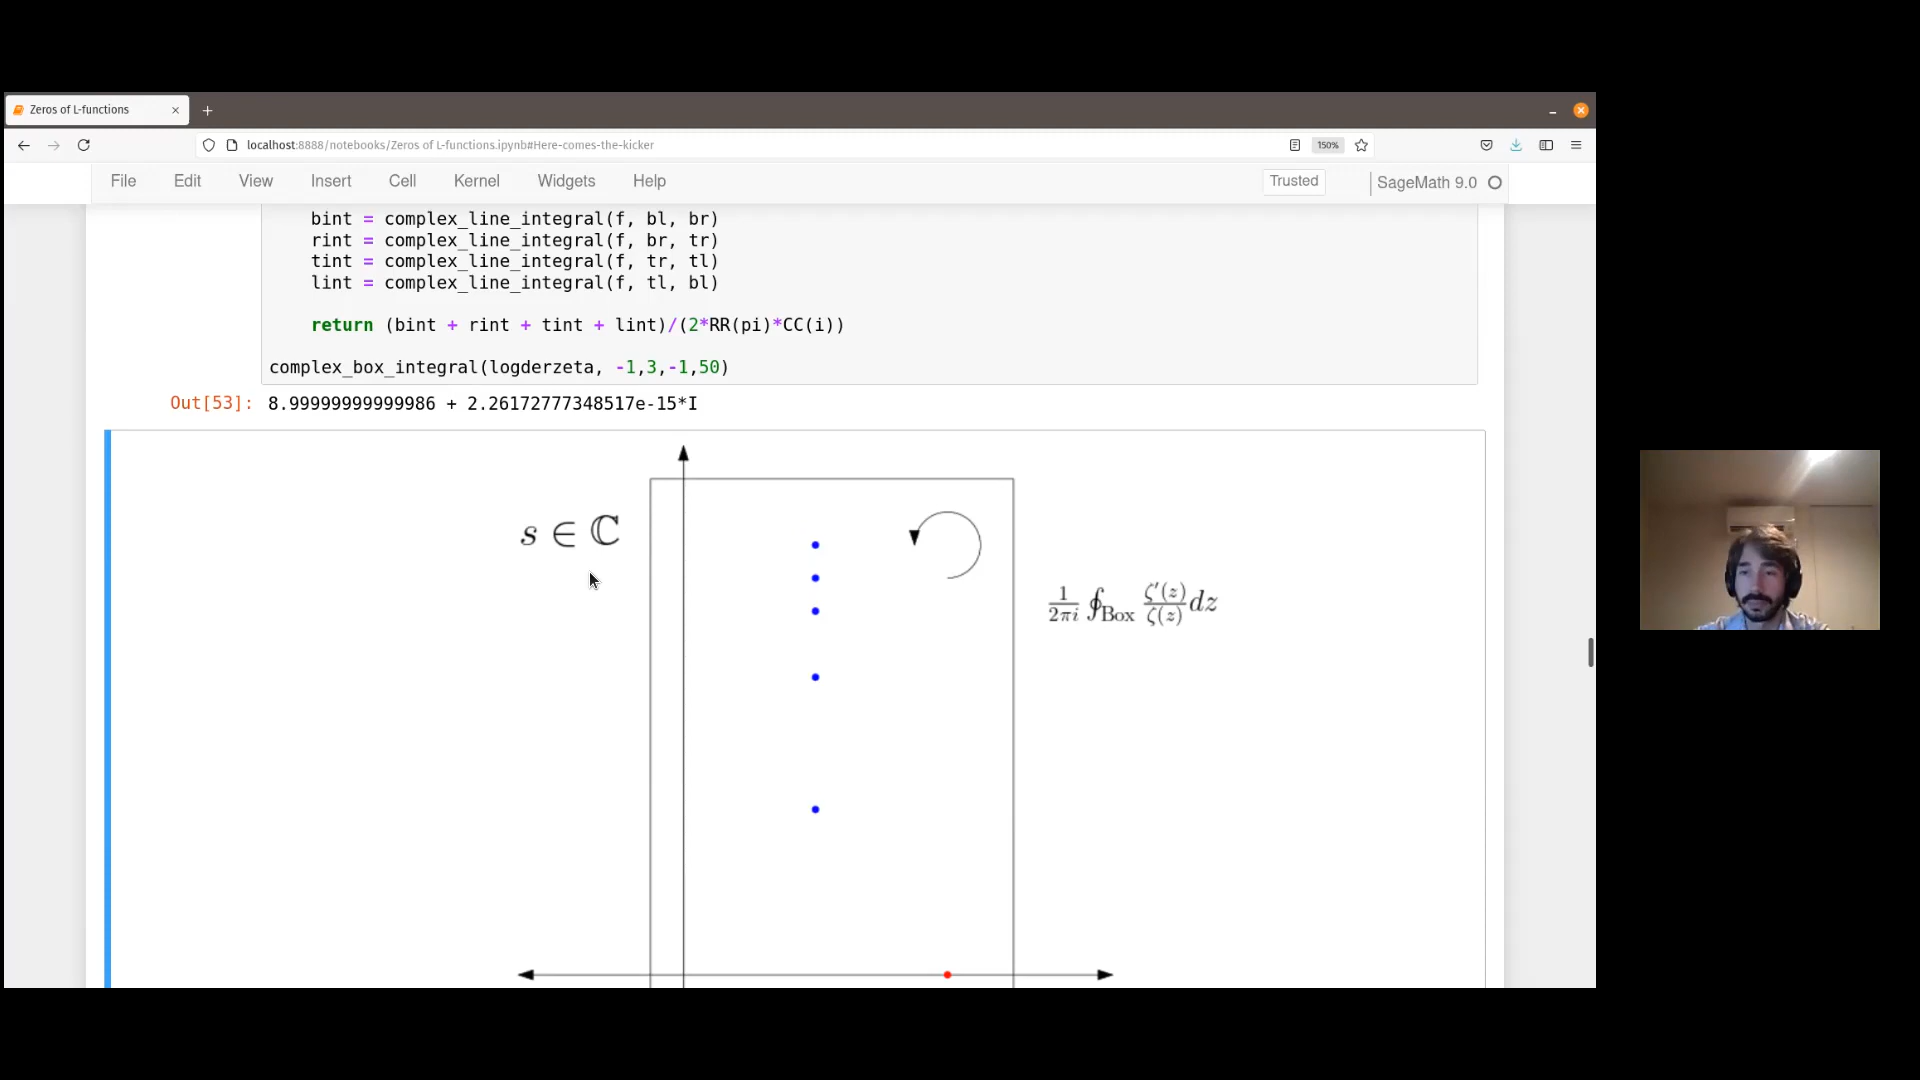 Zeros of L-functions
localhost:8888/notebooks/Zeros of L-functions.ipynb#Here-comes-the-kicker
150%
File Edit View Insert Cell Kernel Widgets Help
Trusted
SageMath 9.0
bint = complex_line_integral(f, bl, br)
rint = complex_line_integral(f, br, tr)
tint = complex_line_integral(f, tr, tl)
lint = complex_line_integral(f, tl, bl)
return (bint + rint + tint + lint)/(2*RR(pi)*CC(i))
complex_box_integral(logderzeta, -1,3,-1,50)
Out[53]: 8.99999999999986 + 2.26172777348517e-15*I
s ∈ ℂ
1/2πi ∮Box ζ′(z)/ζ(z) dz